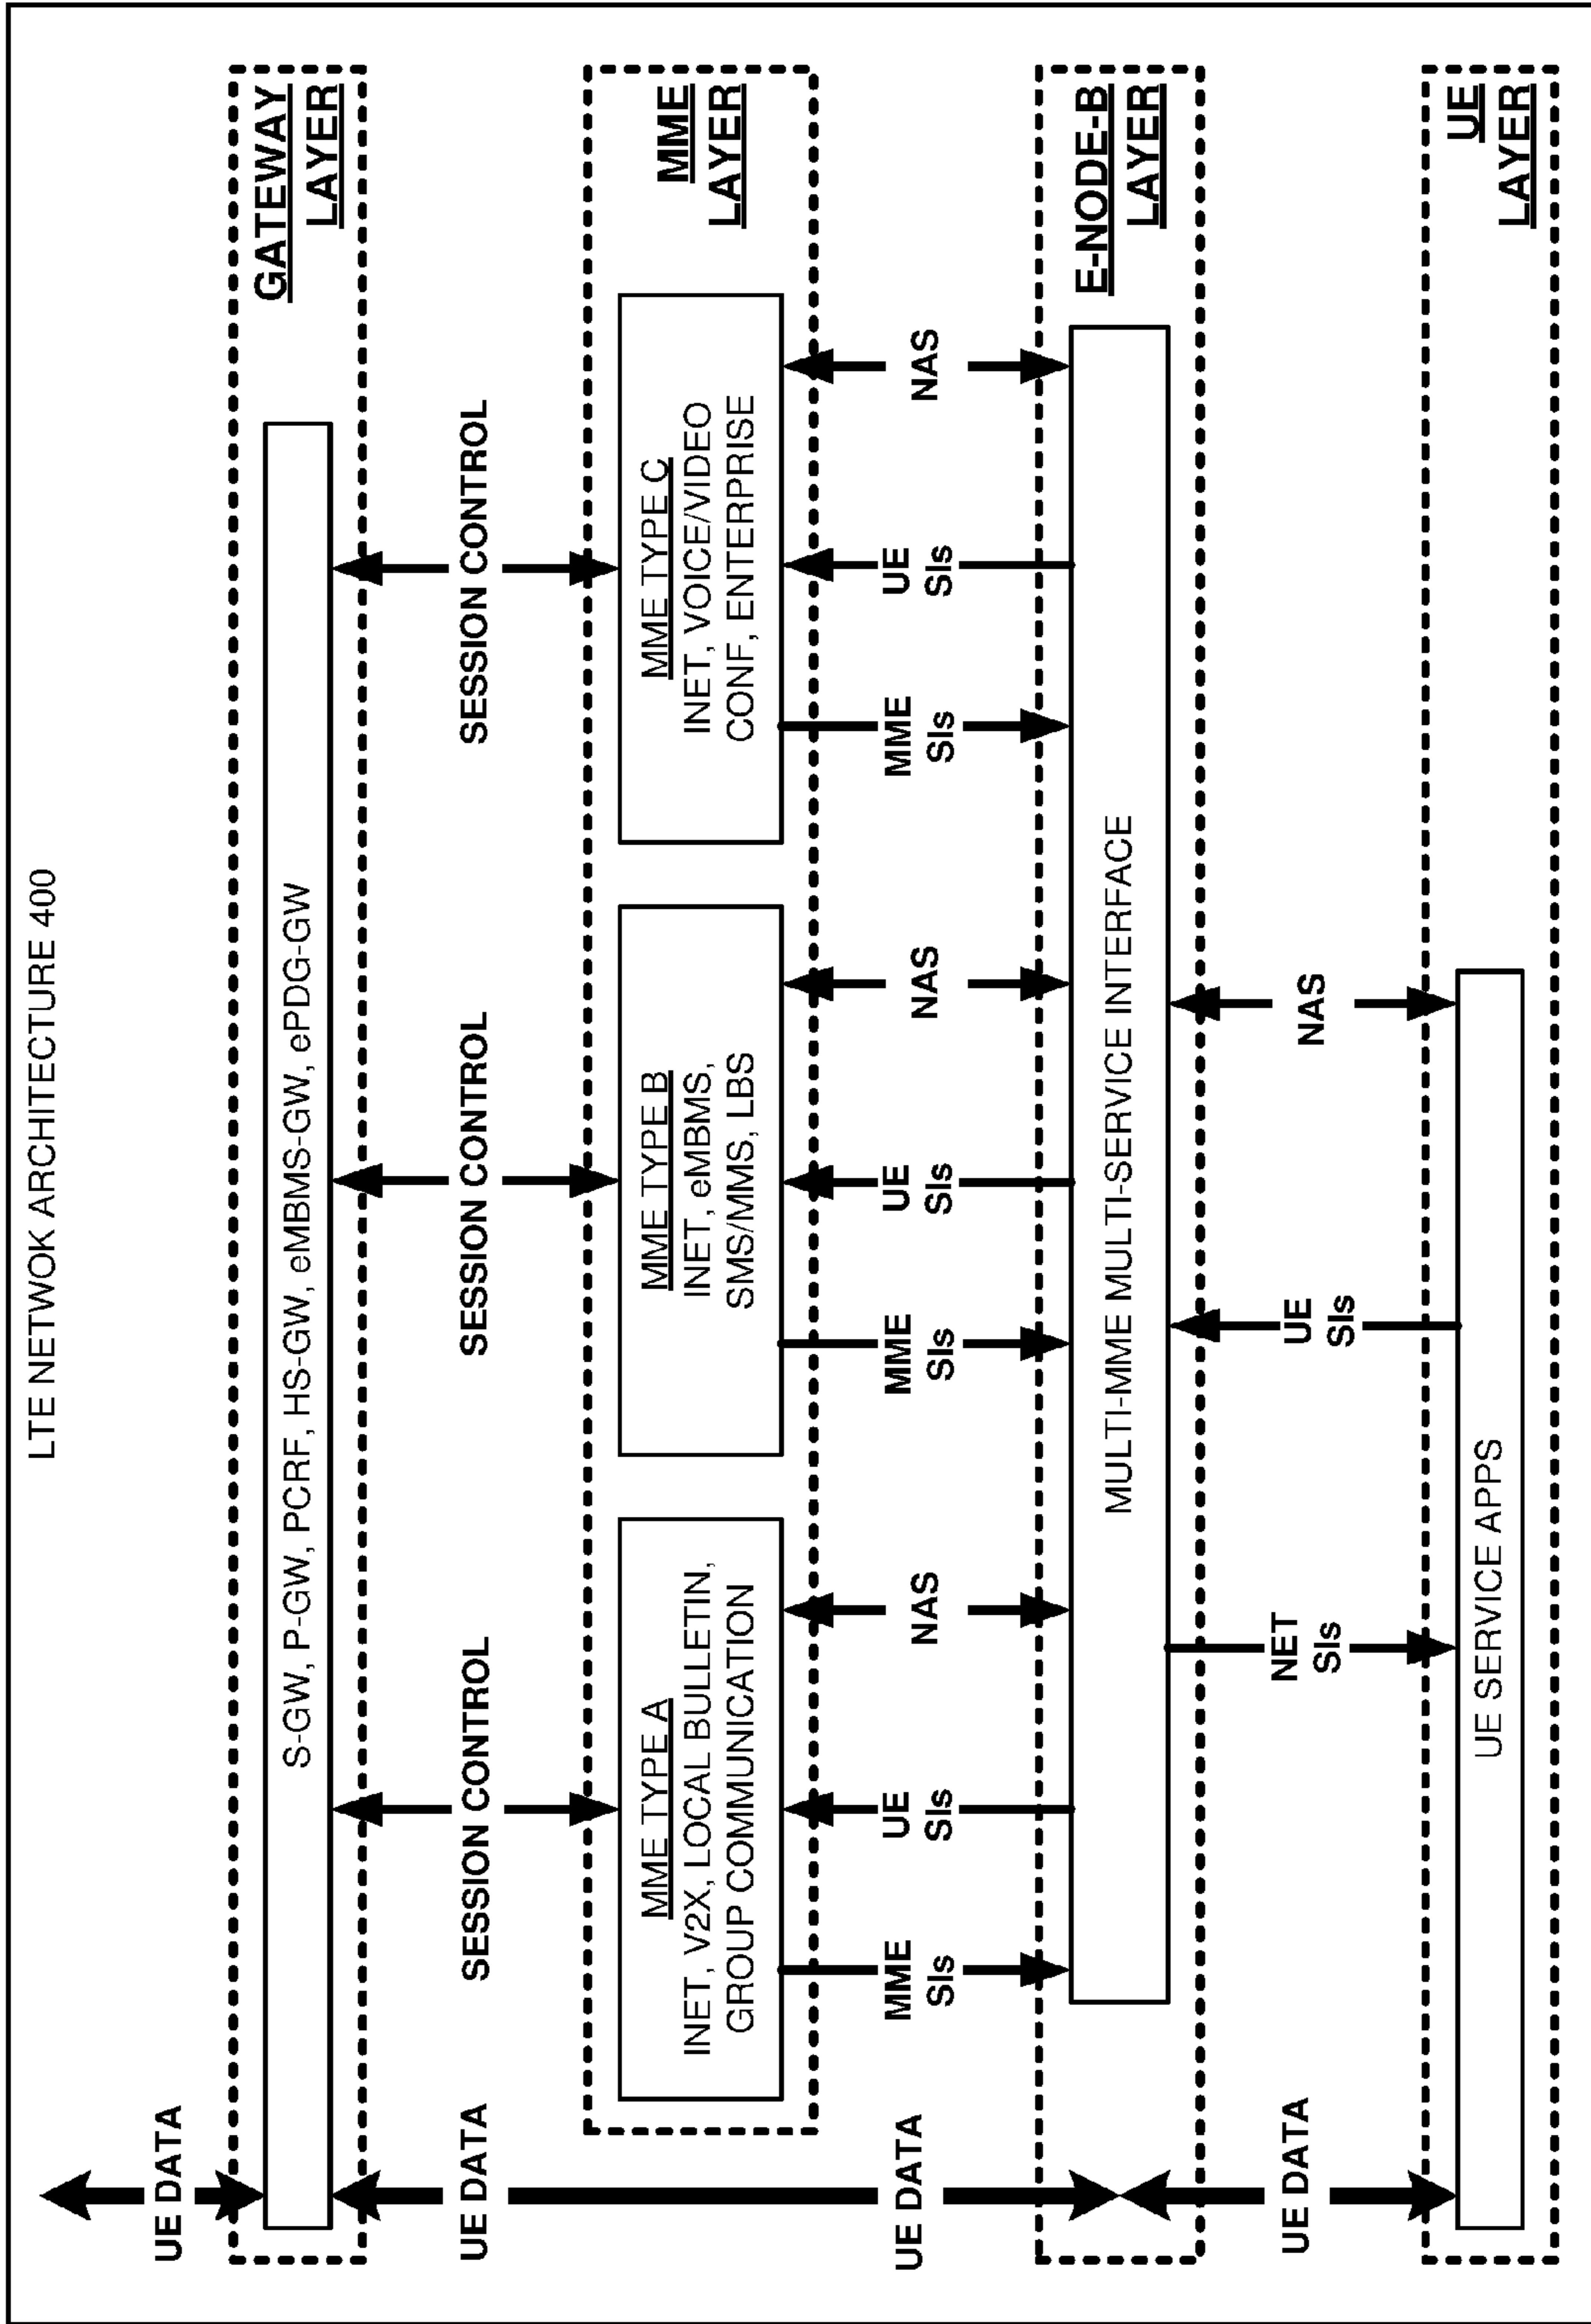 LTE NETWORK ARCHITECTURE 400
UE DATA
GATEWAY
LAYER
S-GW, P-GW, PCRF, HS-GW, eMBMS-GW, ePDG-GW
UE DATA
SESSION CONTROL
SESSION CONTROL
SESSION CONTROL
MME
LAYER
MME TYPE A
INET, V2X, LOCAL BULLETIN,
GROUP COMMUNICATION
MME TYPE B
INET, eMBMS,
SMS/MMS, LBS
MME TYPE C
INET, VOICE/VIDEO
CONF, ENTERPRISE
UE DATA
MME
SIs
UE
SIs
NAS
MME
SIs
UE
SIs
NAS
MME
SIs
UE
SIs
NAS
E-NODE-B
LAYER
MULTI-MME MULTI-SERVICE INTERFACE
UE DATA
NET
SIs
UE
SIs
NAS
UE
LAYER
UE SERVICE APPS